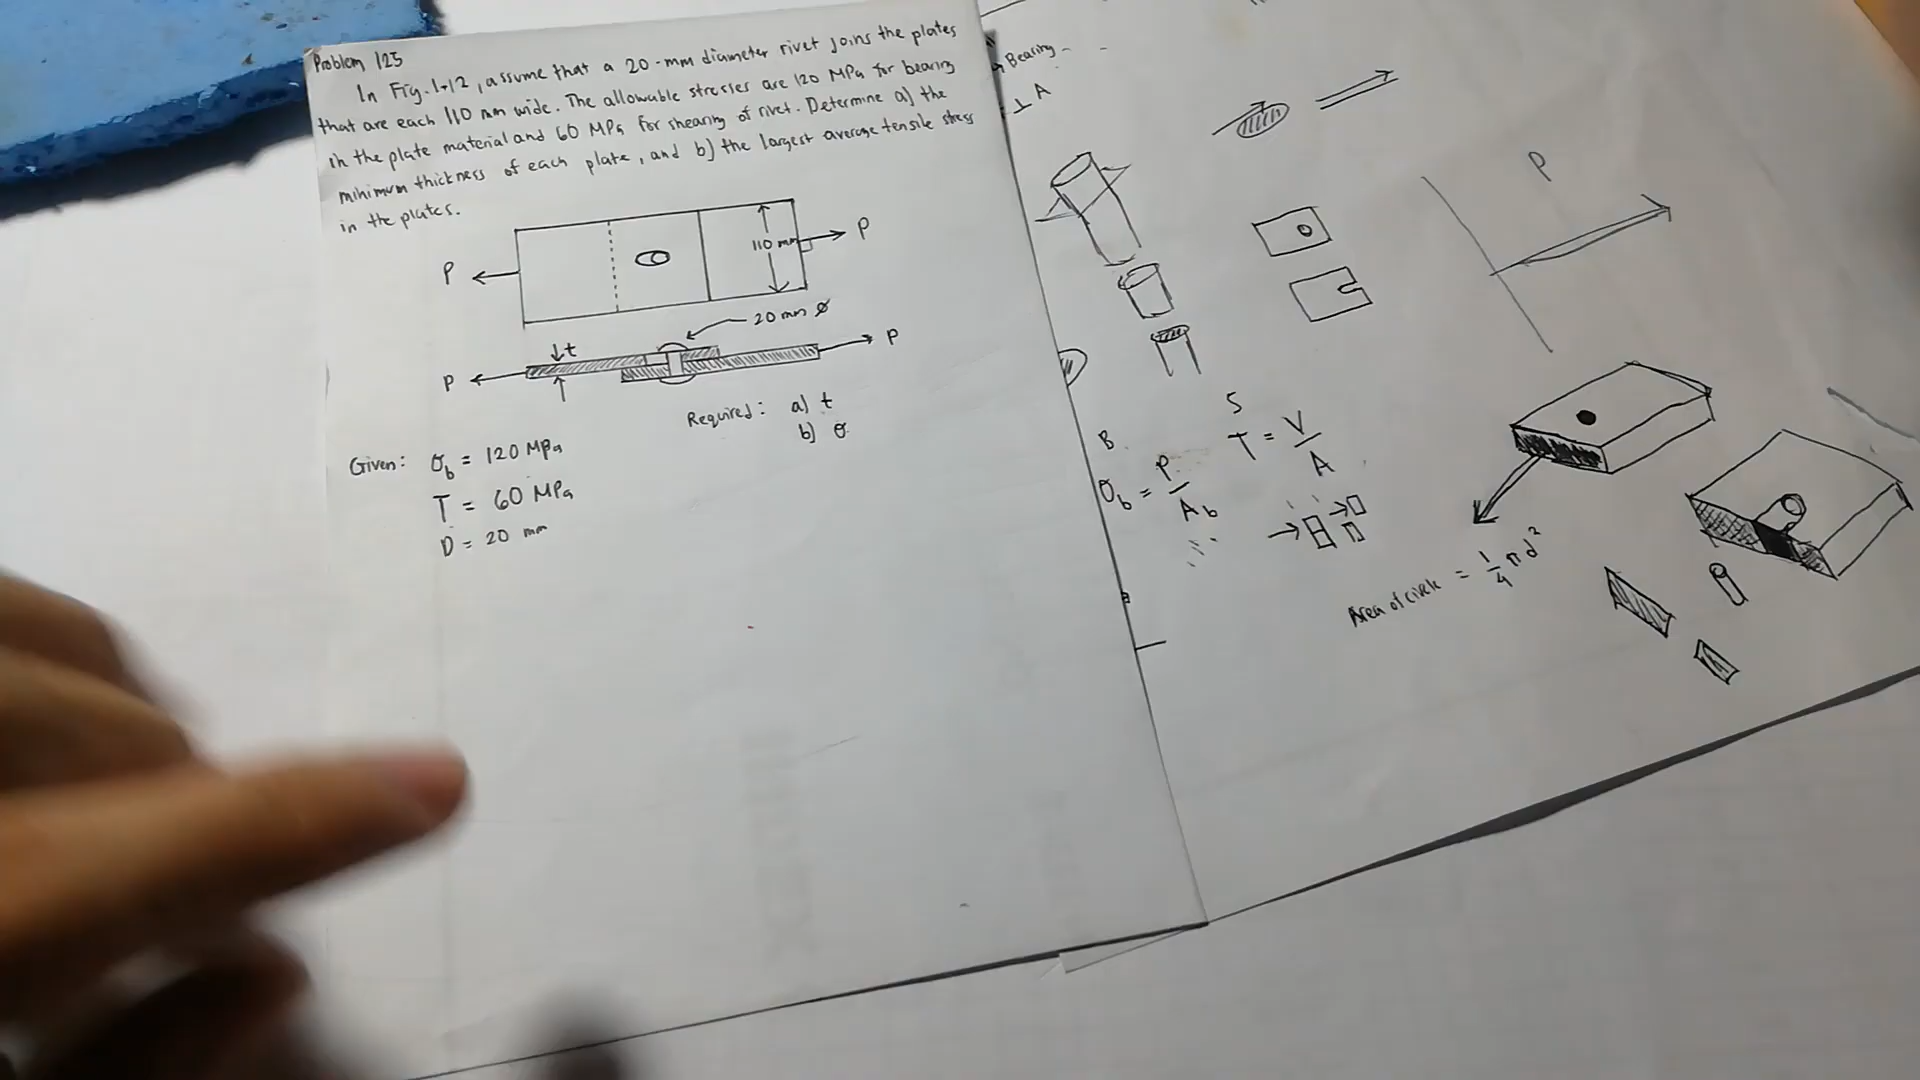 Problem 125
In Fig. 1-12, assume that a 20-mm diameter rivet joins the plates
that are each 110 mm wide. The allowable stresses are 120 MPa for bearing
in the plate material and 60 MPa for shearing of rivet. Determine a) the
minimum thickness of each plate, and b) the largest average tensile stress
in the plates.
110 mm
P
P
20 mm Ø
t
P
P
Required: a) t
b) σ
Given: σb = 120 MPa
T = 60 MPa
D = 20 mm
Bearing
⊥ A
P
B
S
σb = P/Ab
T = V/A
Area of circle = 1/4 πd²